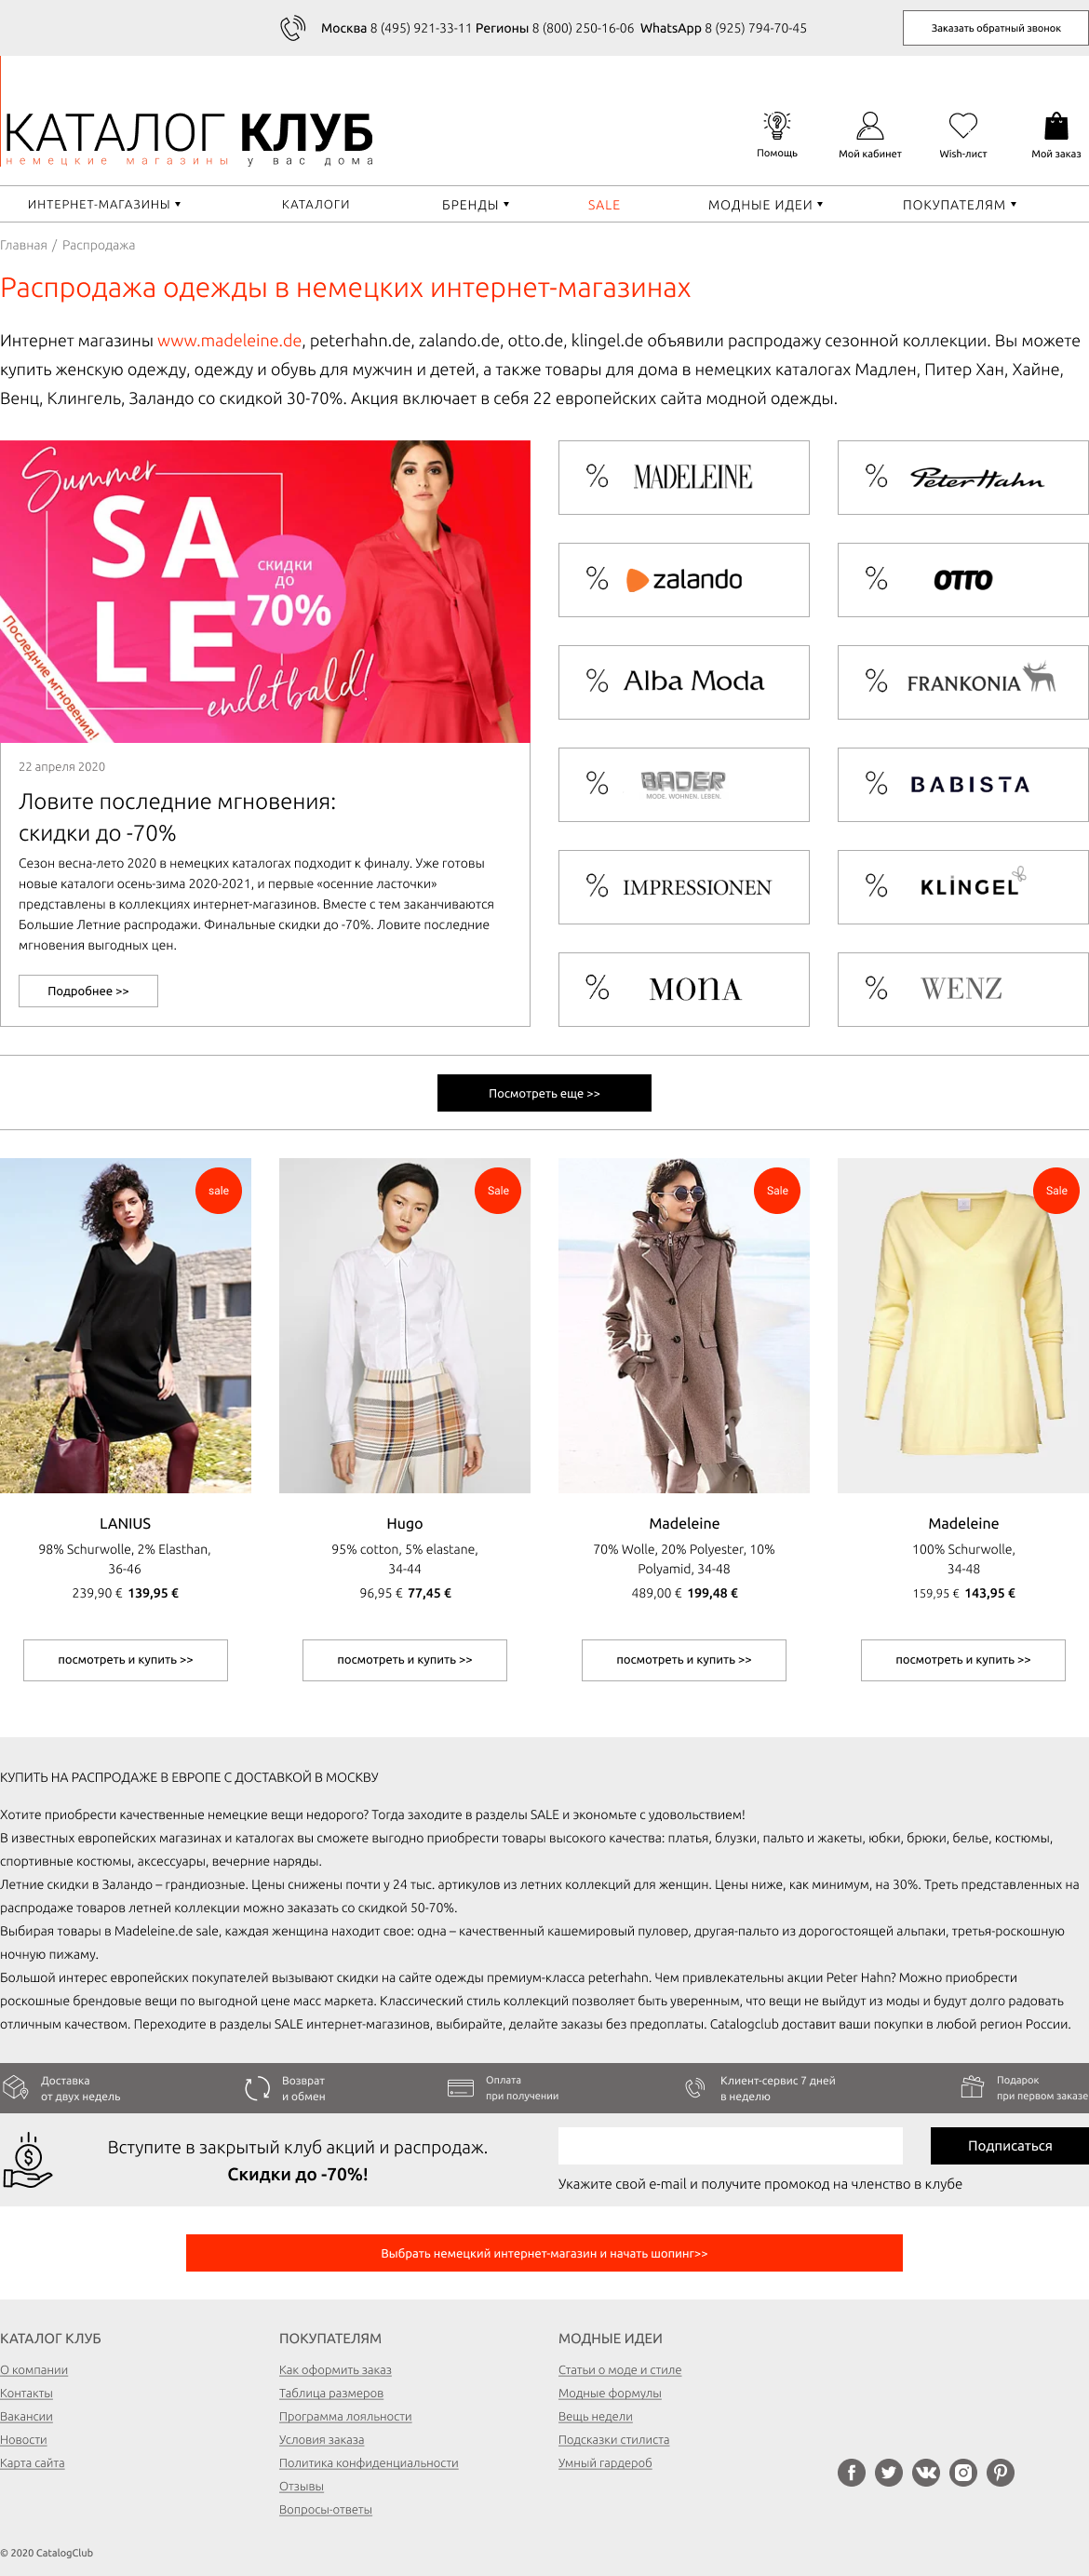 Москва 8 (495) 921-33-11 Регионы 8 (800) 250-16-06 WhatsApp 8 (925) 794-70-45
Заказать обратный звонок
КАТАЛОГ КЛУБ
немецкие магазины у вас дома
Помощь
Мой кабинет
Wish-лист
Мой заказ
ИНТЕРНЕТ-МАГАЗИНЫ ▾
КАТАЛОГИ
БРЕНДЫ ▾
SALE
МОДНЫЕ ИДЕИ ▾
ПОКУПАТЕЛЯМ ▾
Главная / Распродажа
Распродажа одежды в немецких интернет-магазинах
Интернет магазины www.madeleine.de, peterhahn.de, zalando.de, otto.de, klingel.de объявили распродажу сезонной коллекции. Вы можете
купить женскую одежду, одежду и обувь для мужчин и детей, а также товары для дома в немецких каталогах Мадлен, Питер Хан, Хайне,
Венц, Клингель, Заландо со скидкой 30-70%. Акция включает в себя 22 европейских сайта модной одежды.
Summer
SA
LE
скидки
до
70%
endet bald!
Последние мгновения!
22 апреля 2020
Ловите последние мгновения:
скидки до -70%
Сезон весна-лето 2020 в немецких каталогах подходит к финалу. Уже готовы
новые каталоги осень-зима 2020-2021, и первые «осенние ласточки»
представлены в коллекциях интернет-магазинов. Вместе с тем заканчиваются
Большие Летние распродажи. Финальные скидки до -70%. Ловите последние
мгновения выгодных цен.
Подробнее >>
% MADELEINE
% Peter Hahn
% zalando
% OTTO
% Alba Moda
% FRANKONIA
% BADER
MODE. WOHNEN. LEBEN.
% BABISTA
% IMPRESSIONEN
% KLINGEL
% MONA
% WENZ
Посмотреть еще >>
sale
Sale
Sale
Sale
LANIUS
98% Schurwolle, 2% Elasthan,
36-46
239,90 € 139,95 €
посмотреть и купить >>
Hugo
95% cotton, 5% elastane,
34-44
96,95 € 77,45 €
посмотреть и купить >>
Madeleine
70% Wolle, 20% Polyester, 10%
Polyamid, 34-48
489,00 € 199,48 €
посмотреть и купить >>
Madeleine
100% Schurwolle,
34-48
159,95 € 143,95 €
посмотреть и купить >>
КУПИТЬ НА РАСПРОДАЖЕ В ЕВРОПЕ С ДОСТАВКОЙ В МОСКВУ
Хотите приобрести качественные немецкие вещи недорого? Тогда заходите в разделы SALE и экономьте с удовольствием!
В известных европейских магазинах и каталогах вы сможете выгодно приобрести товары высокого качества: платья, блузки, пальто и жакеты, юбки, брюки, белье, костюмы,
спортивные костюмы, аксессуары, вечерние наряды.
Летние скидки в Заландо – грандиозные. Цены снижены почти у 24 тыс. артикулов из летних коллекций для женщин. Цены ниже, как минимум, на 30%. Треть представленных на
распродаже товаров летней коллекции можно заказать со скидкой 50-70%.
Выбирая товары в Madeleine.de sale, каждая женщина находит свое: одна – качественный кашемировый пуловер, другая-пальто из дорогостоящей альпаки, третья-роскошную
ночную пижаму.
Большой интерес европейских покупателей вызывают скидки на сайте одежды премиум-класса peterhahn. Чем привлекательны акции Peter Hahn? Можно приобрести
роскошные брендовые вещи по выгодной цене масс маркета. Классический стиль коллекций позволяет быть уверенным, что вещи не выйдут из моды и будут долго радовать
отличным качеством. Переходите в разделы SALE интернет-магазинов, выбирайте, делайте заказы без предоплаты. Catalogclub доставит ваши покупки в любой регион России.
Доставка
от двух недель
Возврат
и обмен
Оплата
при получении
Клиент-сервис 7 дней
в неделю
Подарок
при первом заказе
Вступите в закрытый клуб акций и распродаж.
Скидки до -70%!
Подписаться
Укажите свой e-mail и получите промокод на членство в клубе
Выбрать немецкий интернет-магазин и начать шопинг>>
КАТАЛОГ КЛУБ
О компании
Контакты
Вакансии
Новости
Карта сайта
ПОКУПАТЕЛЯМ
Как оформить заказ
Таблица размеров
Программа лояльности
Условия заказа
Политика конфиденциальности
Отзывы
Вопросы-ответы
МОДНЫЕ ИДЕИ
Статьи о моде и стиле
Модные формулы
Вещь недели
Подсказки стилиста
Умный гардероб
© 2020 CatalogClub